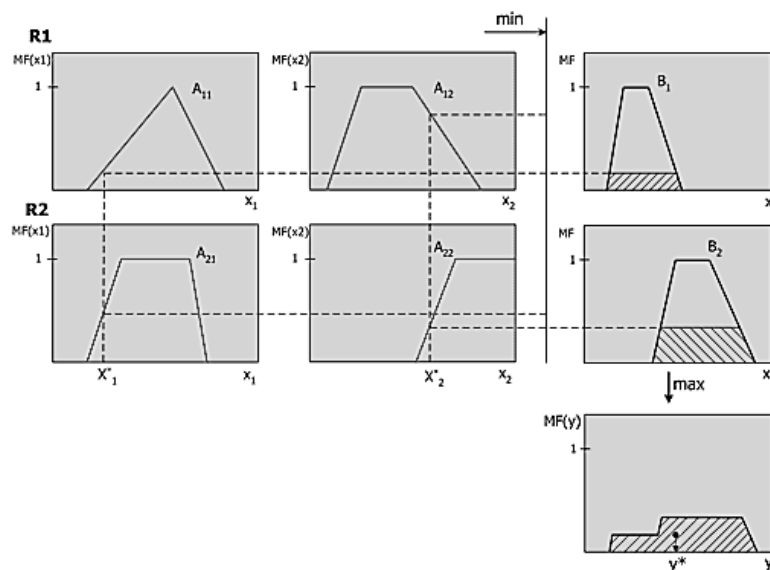 min
R1
MF(x1)
1
A11
x1
MF(x2)
1
A12
x2
MF
1
B1
x
R2
MF(x1)
1
A21
X*1
x1
MF(x2)
1
A22
X*2
x2
MF
1
B2
x
max
MF(y)
1
y*
y